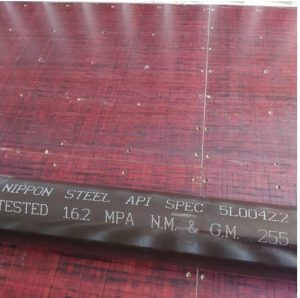 NIPPON STEEL API SPEC 5L0042.2
TESTED 16.2 MPA N.M. & G.M. 255